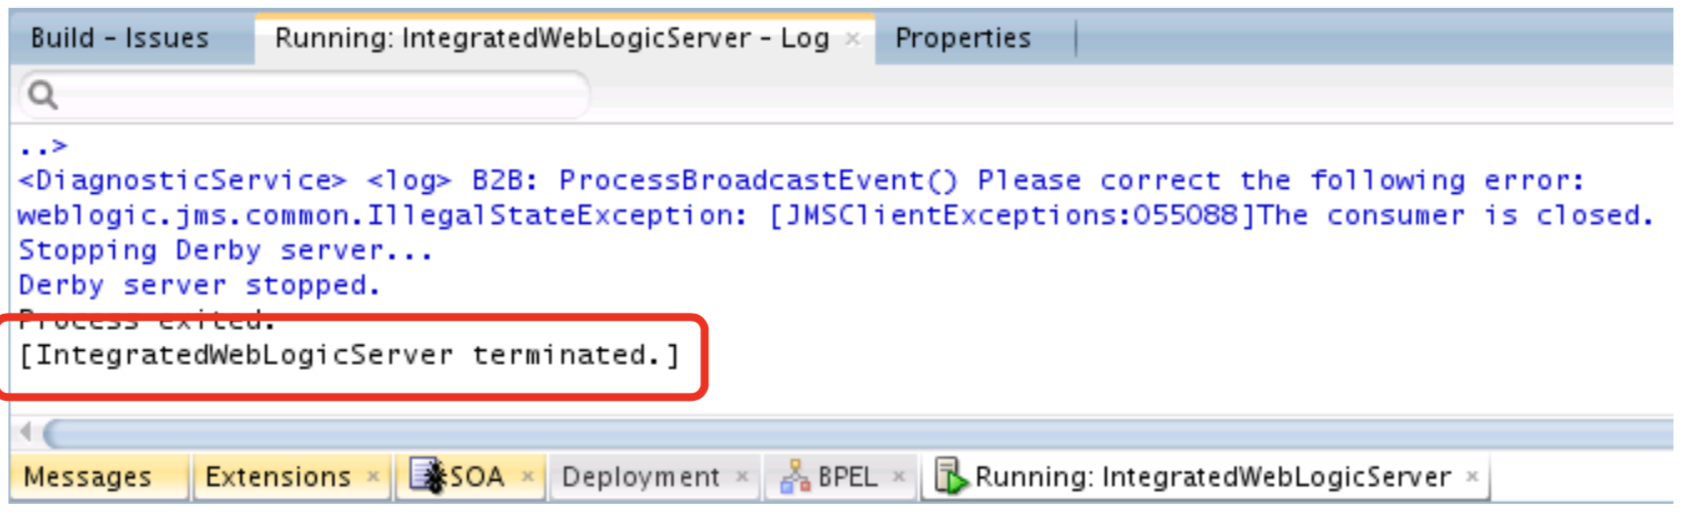 Build - Issues Running: IntegratedWebLogicServer - Log × Properties
..>
<DiagnosticService> <log> B2B: ProcessBroadcastEvent() Please correct the following error:
weblogic.jms.common.IllegalStateException: [JMSClientExceptions:055088]The consumer is closed.
Stopping Derby server...
Derby server stopped.
Process exited.
[IntegratedWebLogicServer terminated.]
Messages Extensions × SOA × Deployment × BPEL × Running: IntegratedWebLogicServer ×